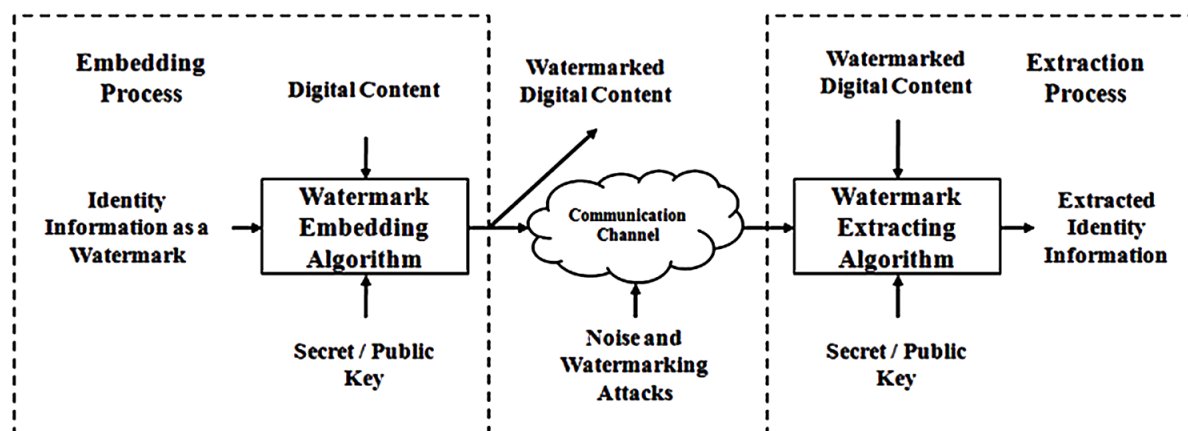 Embedding
Process
Digital Content
Identity
Information as a
Watermark
Watermark
Embedding
Algorithm
Secret / Public
Key
Watermarked
Digital Content
Communication
Channel
Noise and
Watermarking
Attacks
Watermarked
Digital Content
Extraction
Process
Watermark
Extracting
Algorithm
Extracted
Identity
Information
Secret / Public
Key